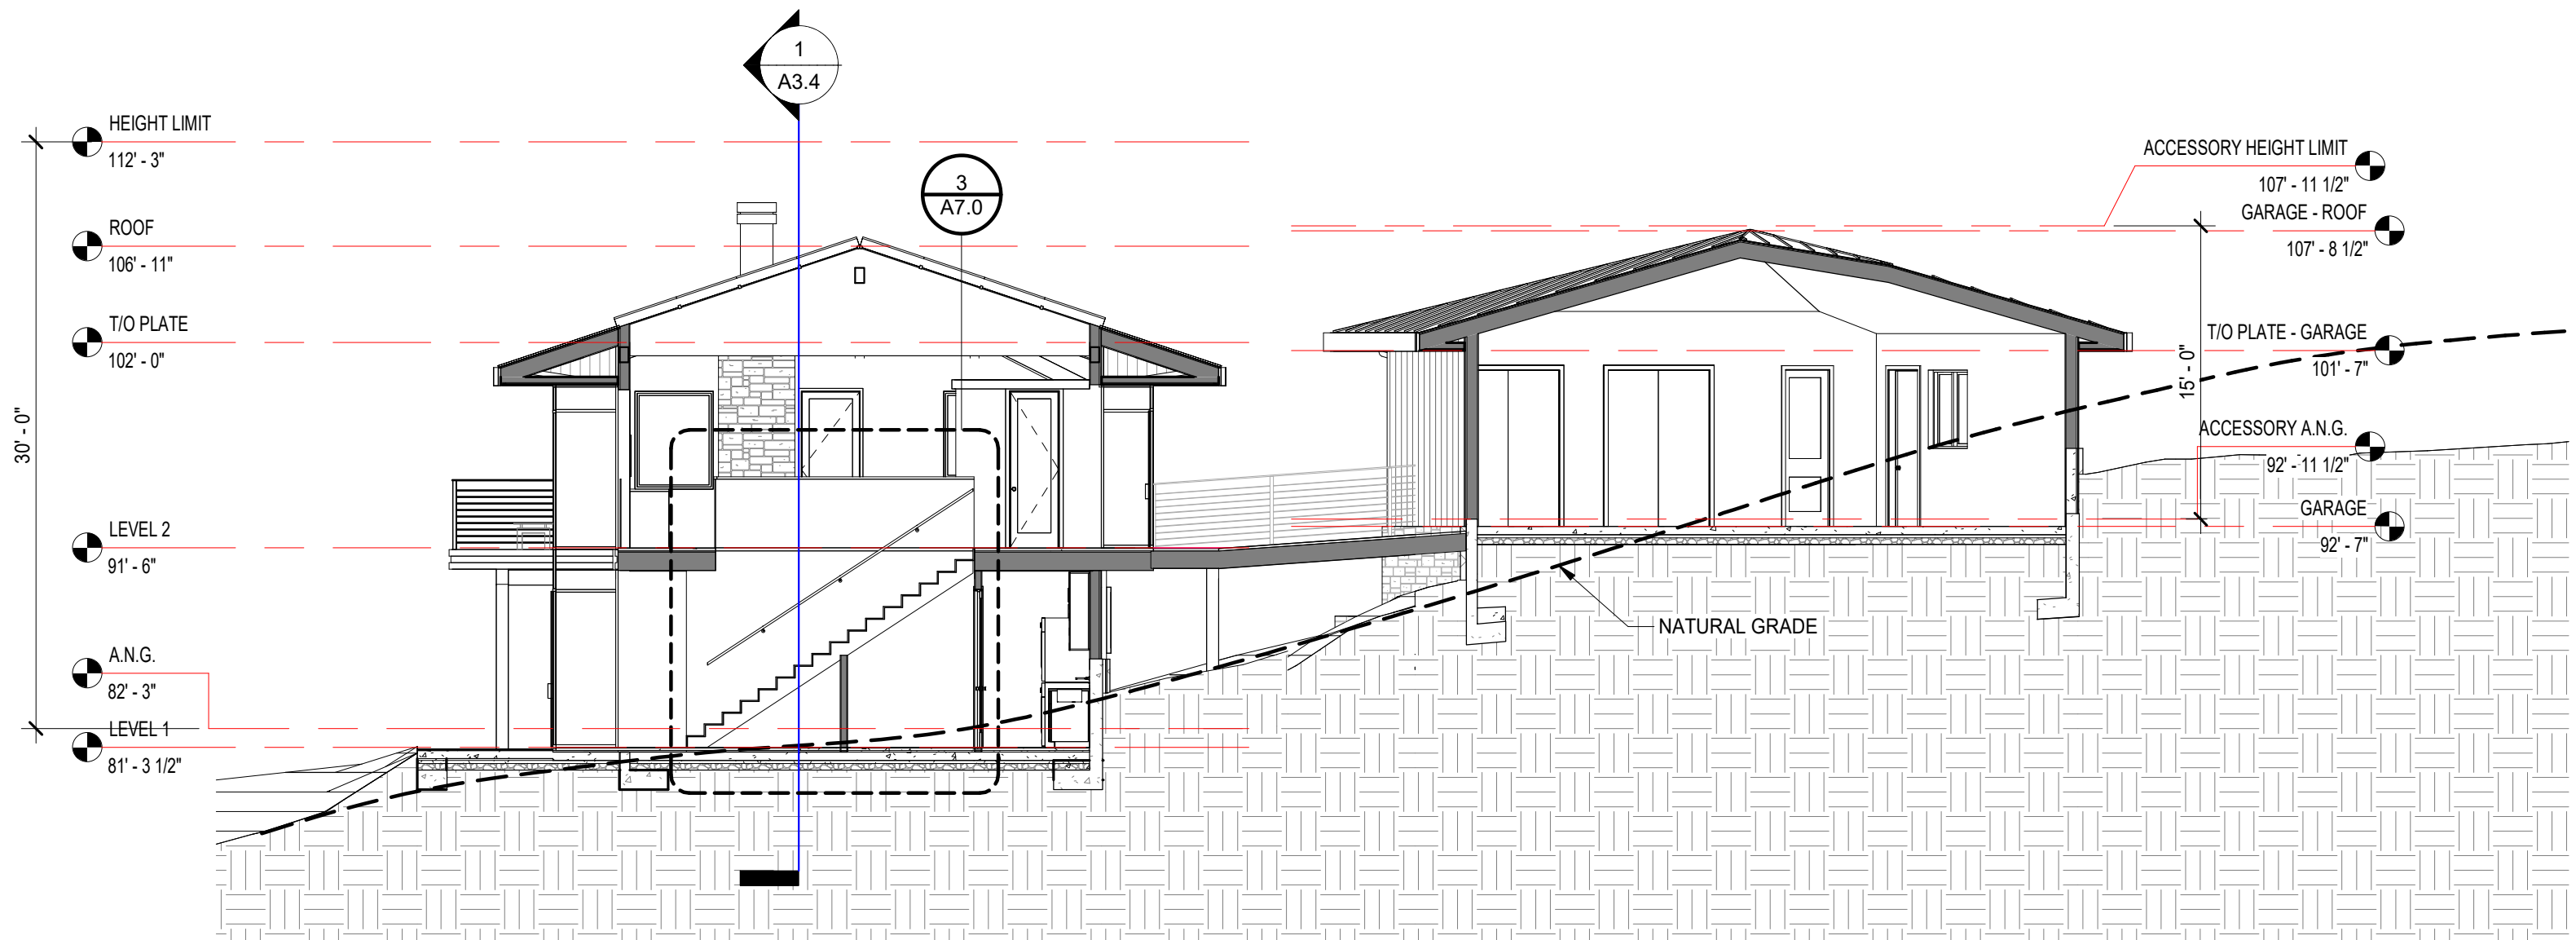 1
A3.4
3
A7.0
HEIGHT LIMIT
112' - 3"
ROOF
106' - 11"
T/O PLATE
102' - 0"
30' - 0"
LEVEL 2
91' - 6"
A.N.G.
82' - 3"
LEVEL 1
81' - 3 1/2"
ACCESSORY HEIGHT LIMIT
107' - 11 1/2"
GARAGE - ROOF
107' - 8 1/2"
T/O PLATE - GARAGE
101' - 7"
15' - 0"
ACCESSORY A.N.G.
92' - 11 1/2"
GARAGE
92' - 7"
NATURAL GRADE